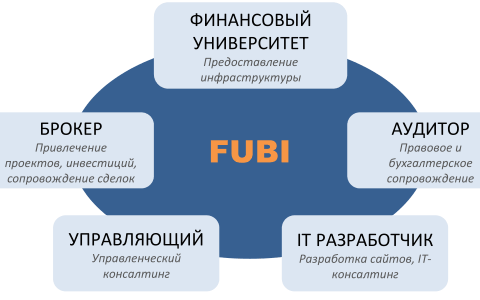 ФИНАНСОВЫЙ
УНИВЕРСИТЕТ
Предоставление
инфраструктуры
БРОКЕР
Привлечение
проектов, инвестиций,
сопровождение сделок
FUBI
АУДИТОР
Правовое и
бухгалтерское
сопровождение
УПРАВЛЯЮЩИЙ
Управленческий
консалтинг
IT РАЗРАБОТЧИК
Разработка сайтов, IT-
консалтинг